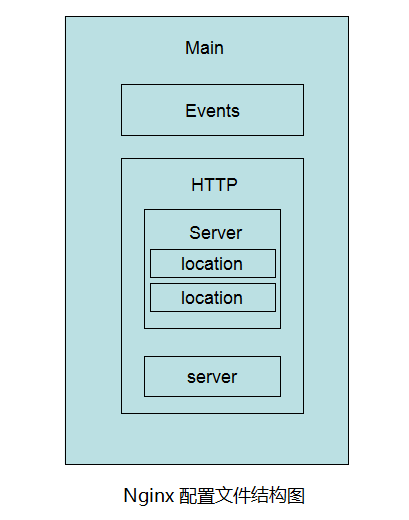 Main
Events
HTTP
Server
location
location
server
Nginx 配置文件结构图